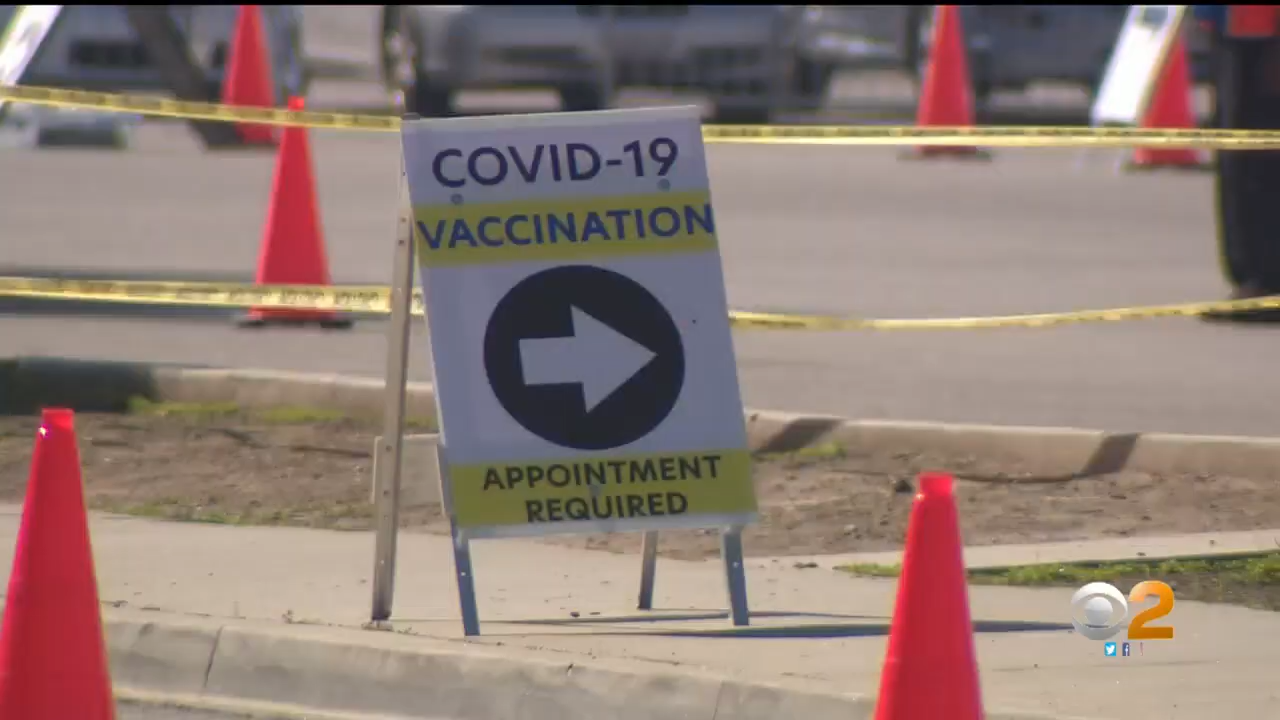 COVID-19
VACCINATION
APPOINTMENT
REQUIRED
2